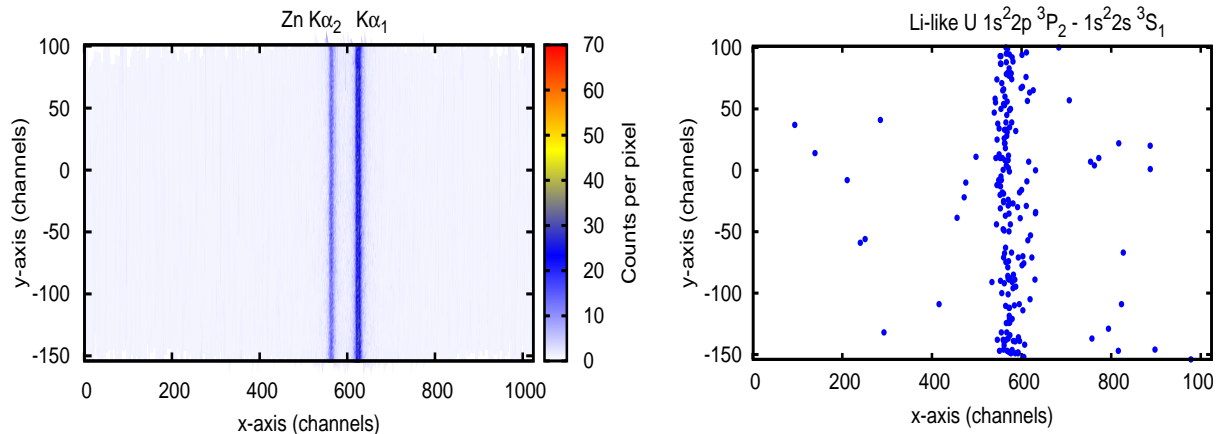 Zn Kα₂ Kα₁
100
50
0
-50
-100
-150
y-axis (channels)
0 200 400 600 800 1000
x-axis (channels)
70
60
50
40
30
20
10
0
Counts per pixel
Li-like U 1s²2p ³P₂ - 1s²2s ³S₁
100
50
0
-50
-100
-150
y-axis (channels)
0 200 400 600 800 1000
x-axis (channels)